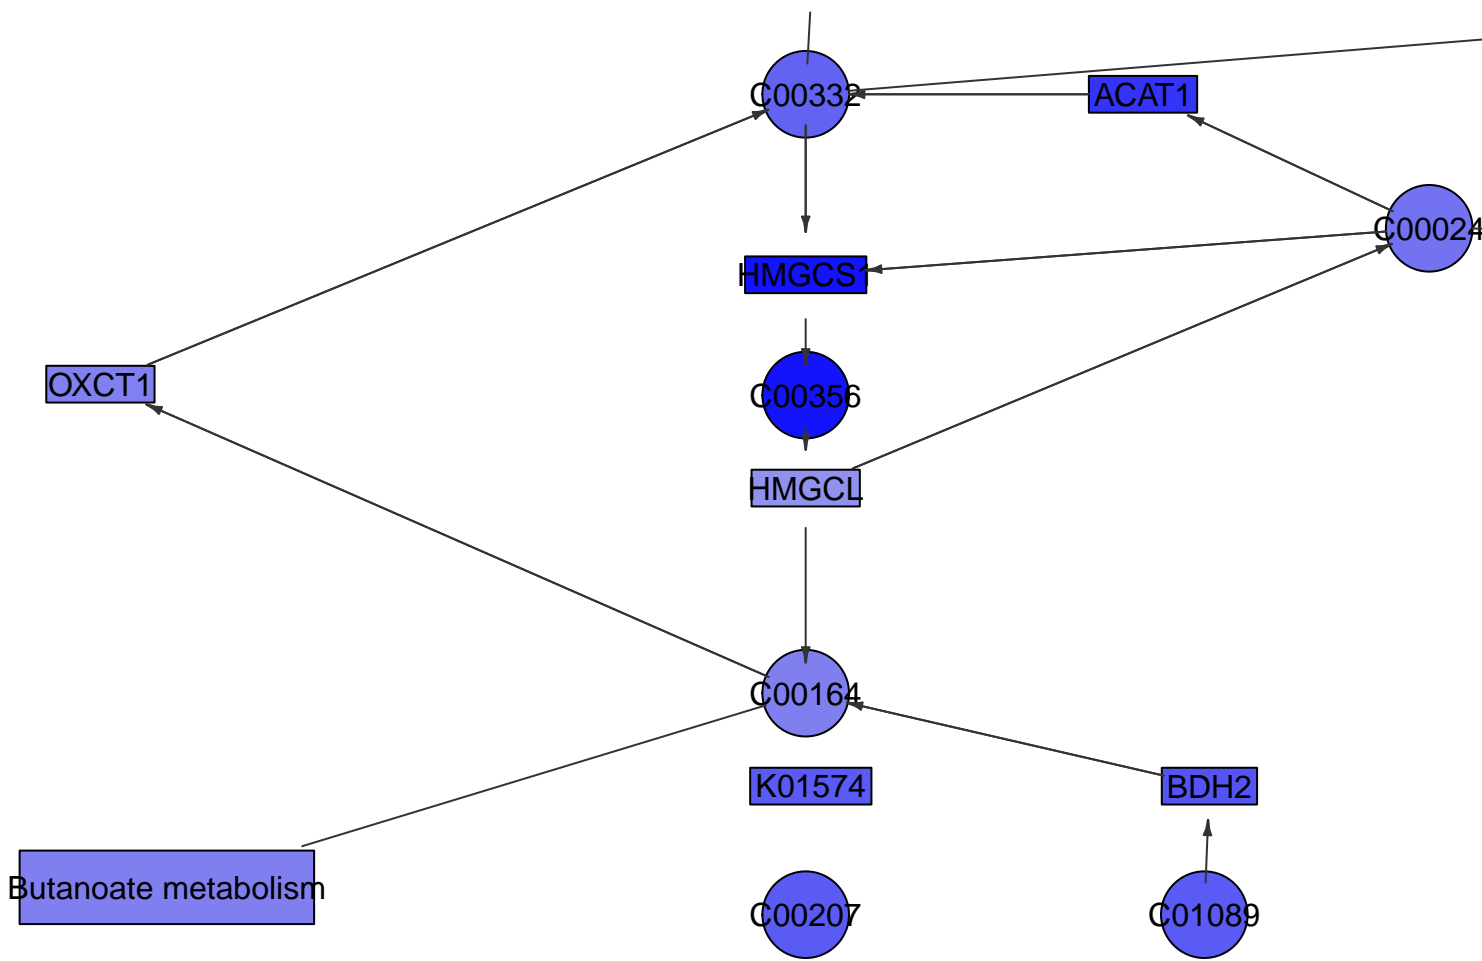 C00332
ACAT1
C00024
HMGCS1
OXCT1
C00356
HMGCL
C00164
K01574
BDH2
Butanoate metabolism
C00207
C01089